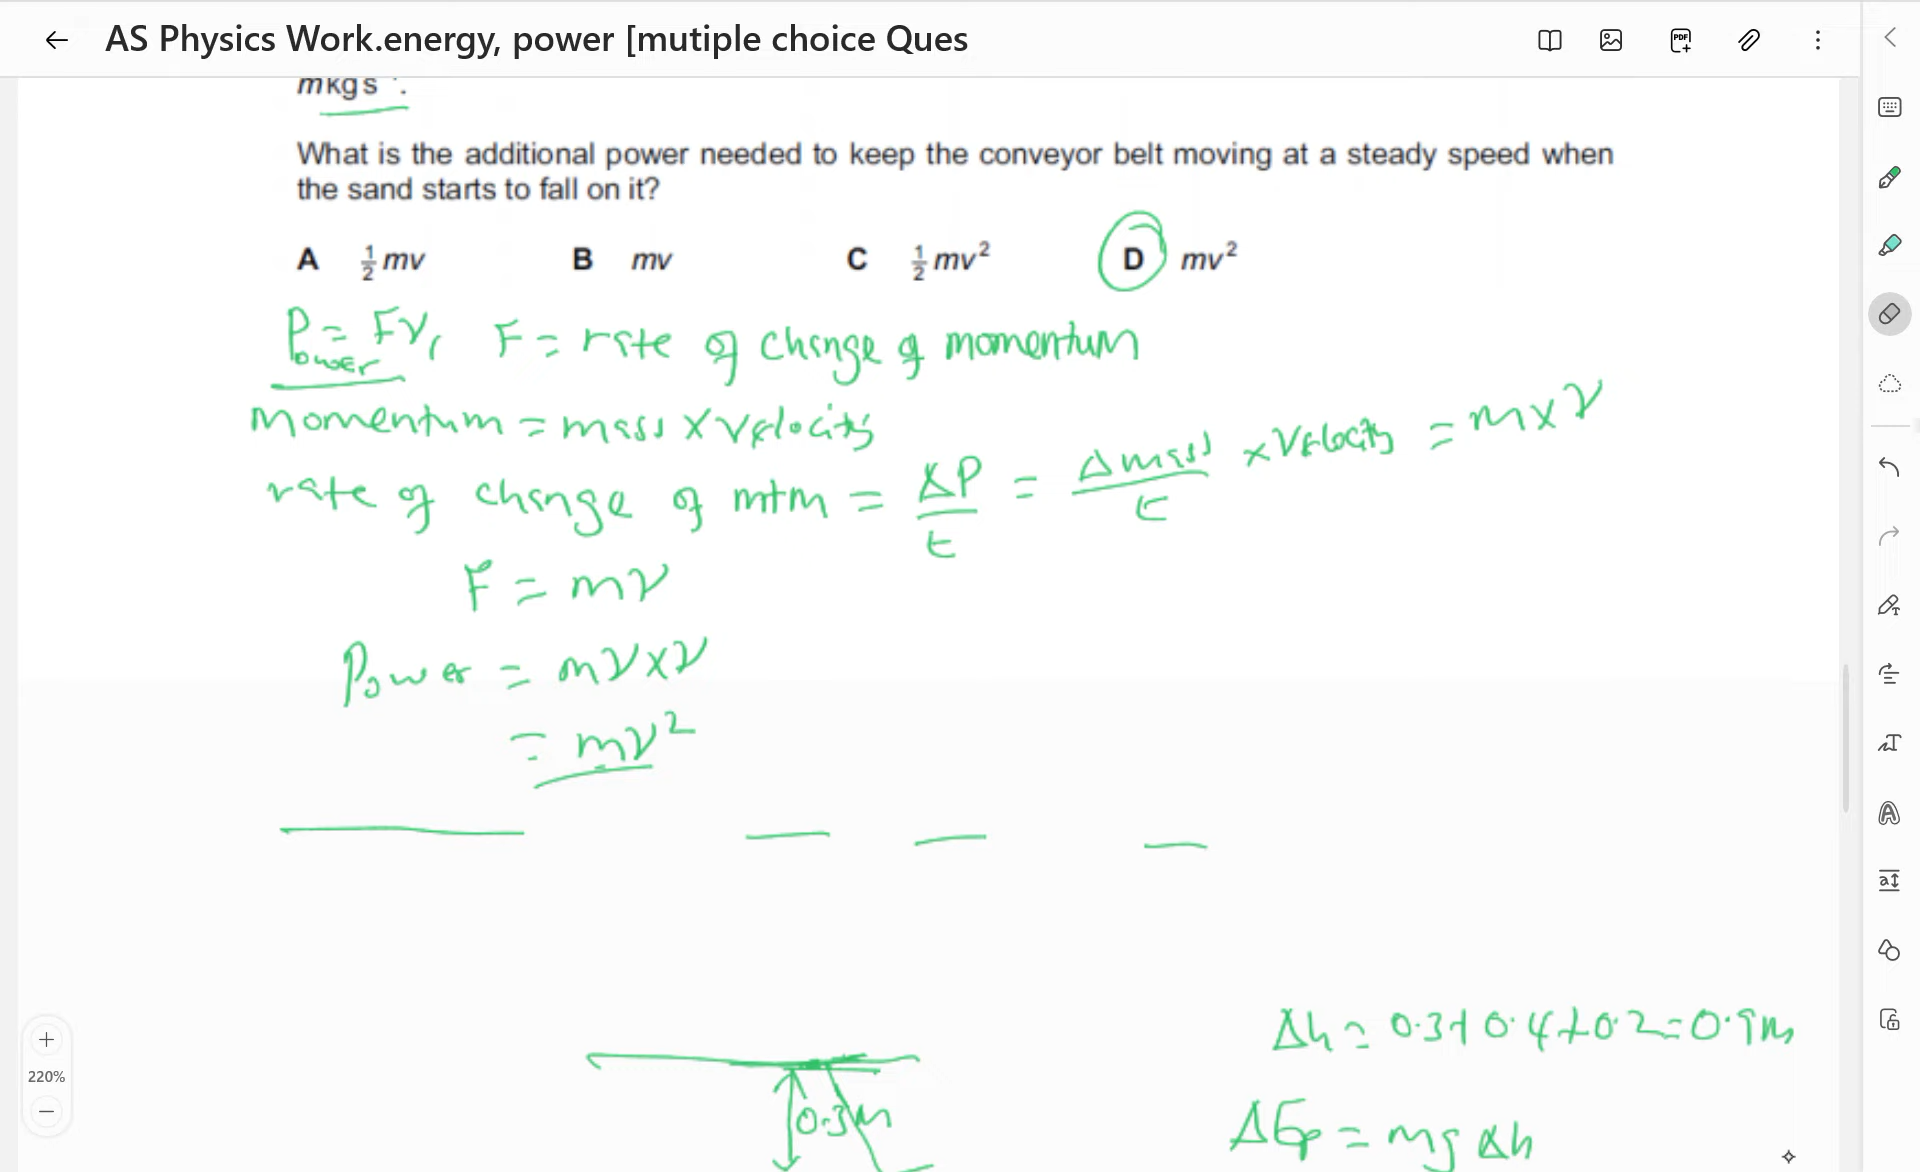 AS Physics Work.energy, power [mutiple choice Ques
PDF
mkgs⁻¹.
What is the additional power needed to keep the conveyor belt moving at a steady speed when
the sand starts to fall on it?
A ½mv B mv C ½mv² D mv²
Power = Fv, F = rate of change of momentum
Momentum = mass × velocity
rate of change of mtm = ΔP/t = Δmass/t × velocity = m×v
F = mv
Power = mv×v
= mv²
Δh = 0.3+0.4+0.2=0.9m
0.3m
ΔEp = mgΔh
220%